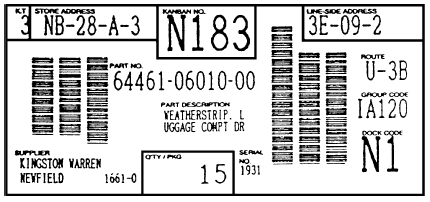 K.T STORE ADDRESS KANBAN NO. LINE-SIDE ADDRESS
3 NB-28-A-3 N183 3E-09-2
PART NO. ROUTE
64461-06010-00 U-3B
GROUP CODE
PART DESCRIPTION IA120
WEATHERSTRIP. L
UGGAGE COMPT DR
DOCK CODE
N1
SUPPLIER QTY / PKG SERIAL NO.
KINGSTON WARREN 15 1931
NEWFIELD 1661-0